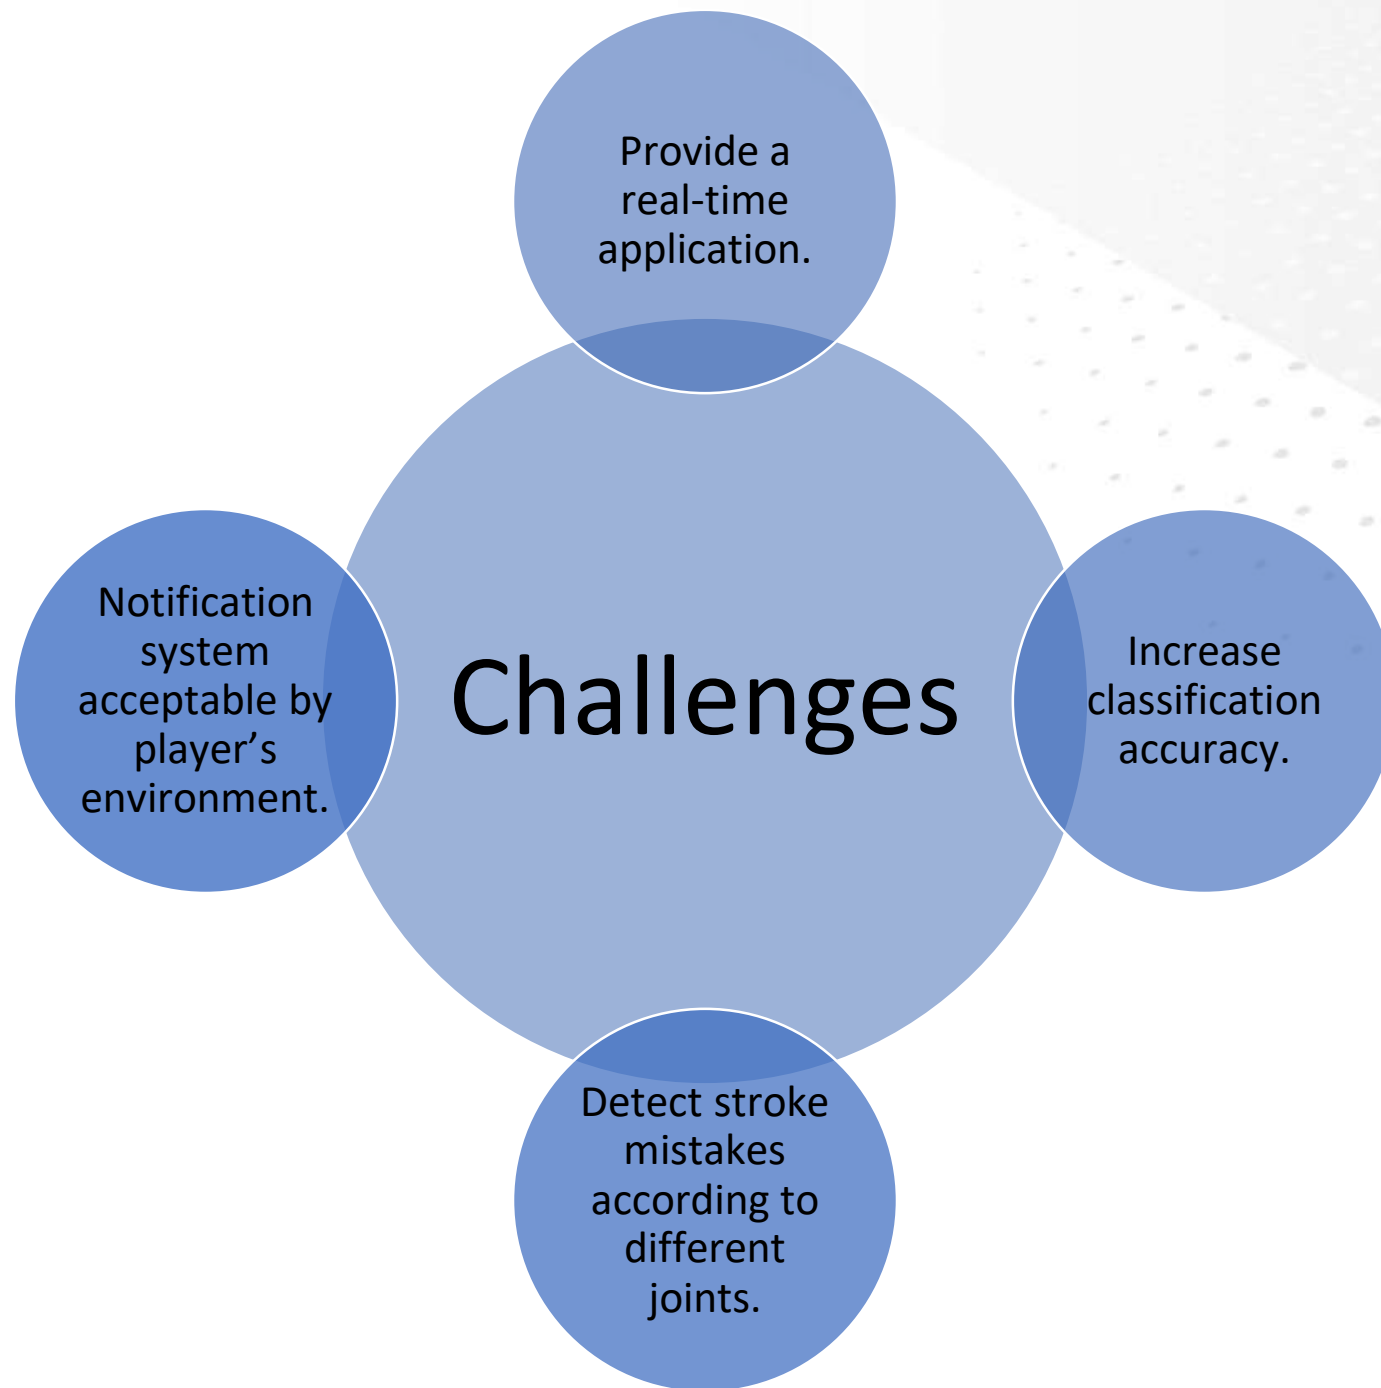 Provide a
real-time
application.
Notification
system
acceptable by
player’s
environment.
Challenges
Increase
classification
accuracy.
Detect stroke
mistakes
according to
different
joints.